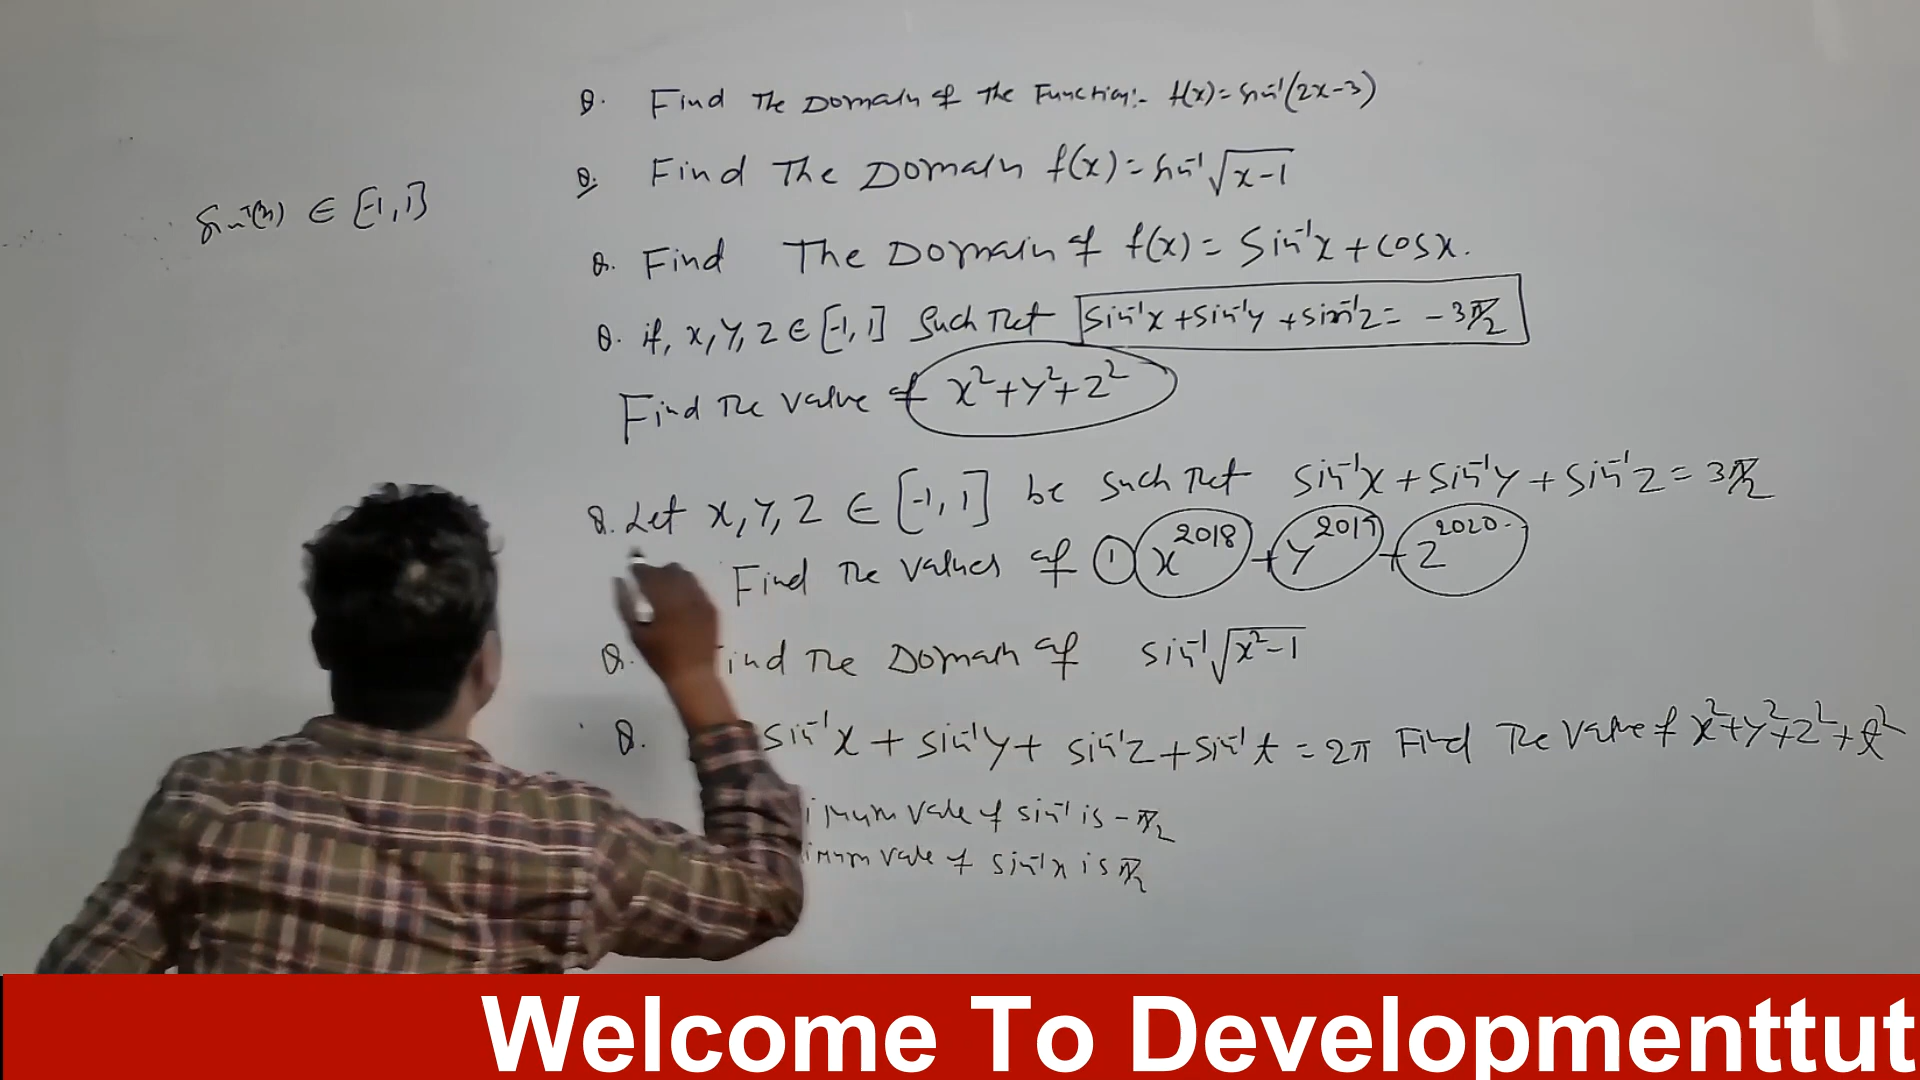 Q. Find The Domain of the Function:- f(x)=sin⁻¹(2x-3)
Q. Find The Domain f(x)=sin⁻¹√(x-1)
sin⁻¹(x) ∈ [-1,1]
Q. Find The Domain of f(x) = Sin⁻¹x + cosx.
Q. if, x, y, z ∈ [-1,1] Such That sin⁻¹x + sin⁻¹y + sin⁻¹z = -3π/2
Find The value of x²+y²+z²
Q. Let x, y, z ∈ [-1,1] be such that sin⁻¹x + sin⁻¹y + sin⁻¹z = 3π/2
Find The values of ① x²⁰¹⁸ + y²⁰¹⁹ + z²⁰²⁰
Q. ind The Domain of sin⁻¹√(x²-1)
Q. sin⁻¹x + sin⁻¹y + sin⁻¹z + sin⁻¹t = 2π Find The Value of x²+y²+z²+t²
imum vale of sin⁻¹ is -π/2
imum vale of sin⁻¹x is π/2
Welcome To Developmenttut